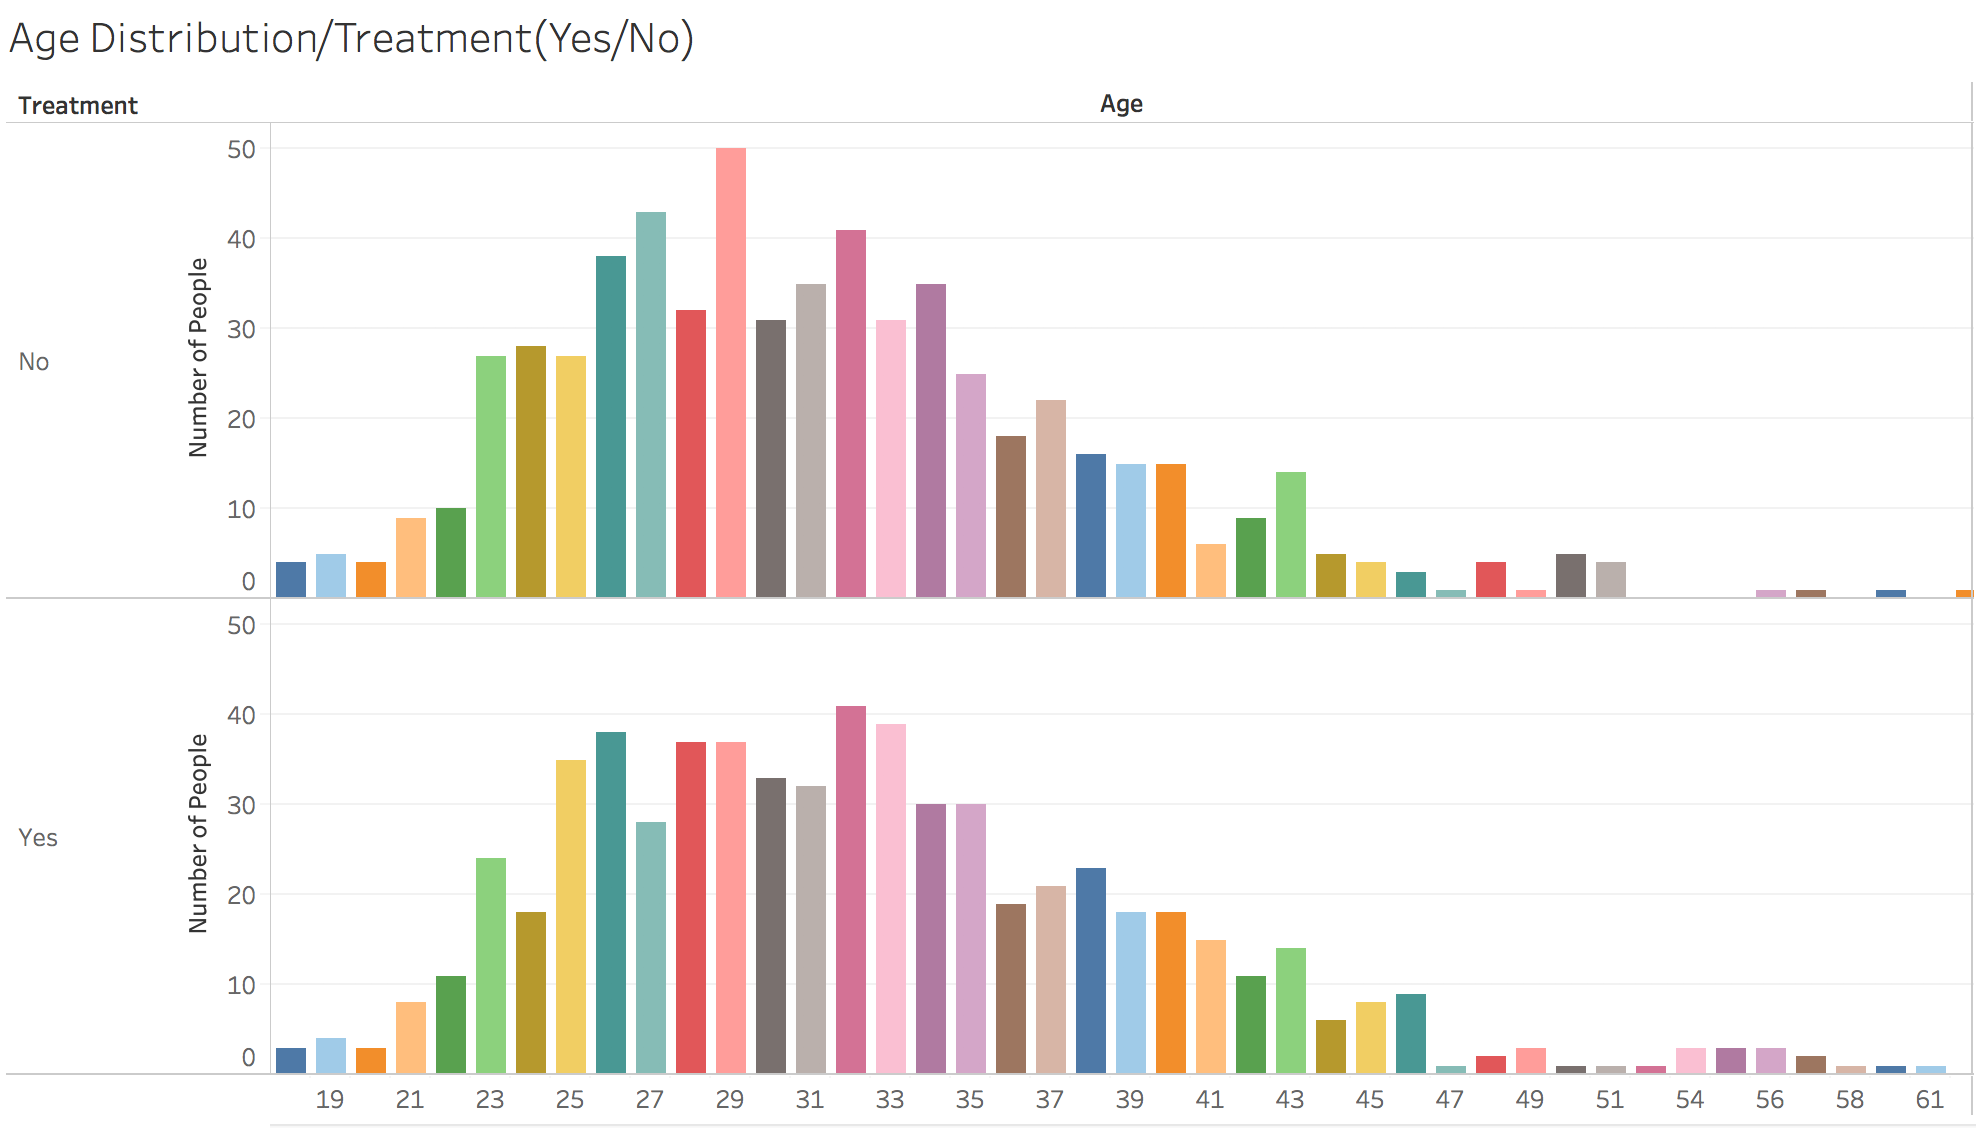 Age Distribution/Treatment(Yes/No)
Treatment
Age
No
Number of People
50
40
30
20
10
0
Yes
Number of People
50
40
30
20
10
0
19 21 23 25 27 29 31 33 35 37 39 41 43 45 47 49 51 54 56 58 61